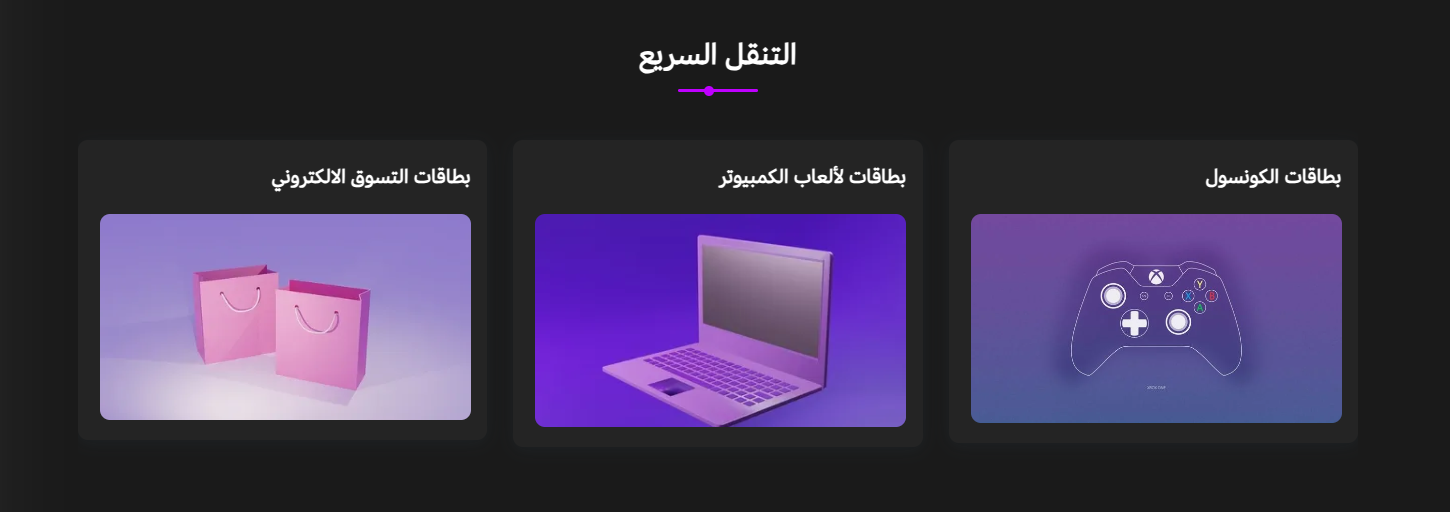 التنقل السريع
بطاقات الكونسول
بطاقات لألعاب الكمبيوتر
بطاقات التسوق الالكتروني
Y
X
B
A